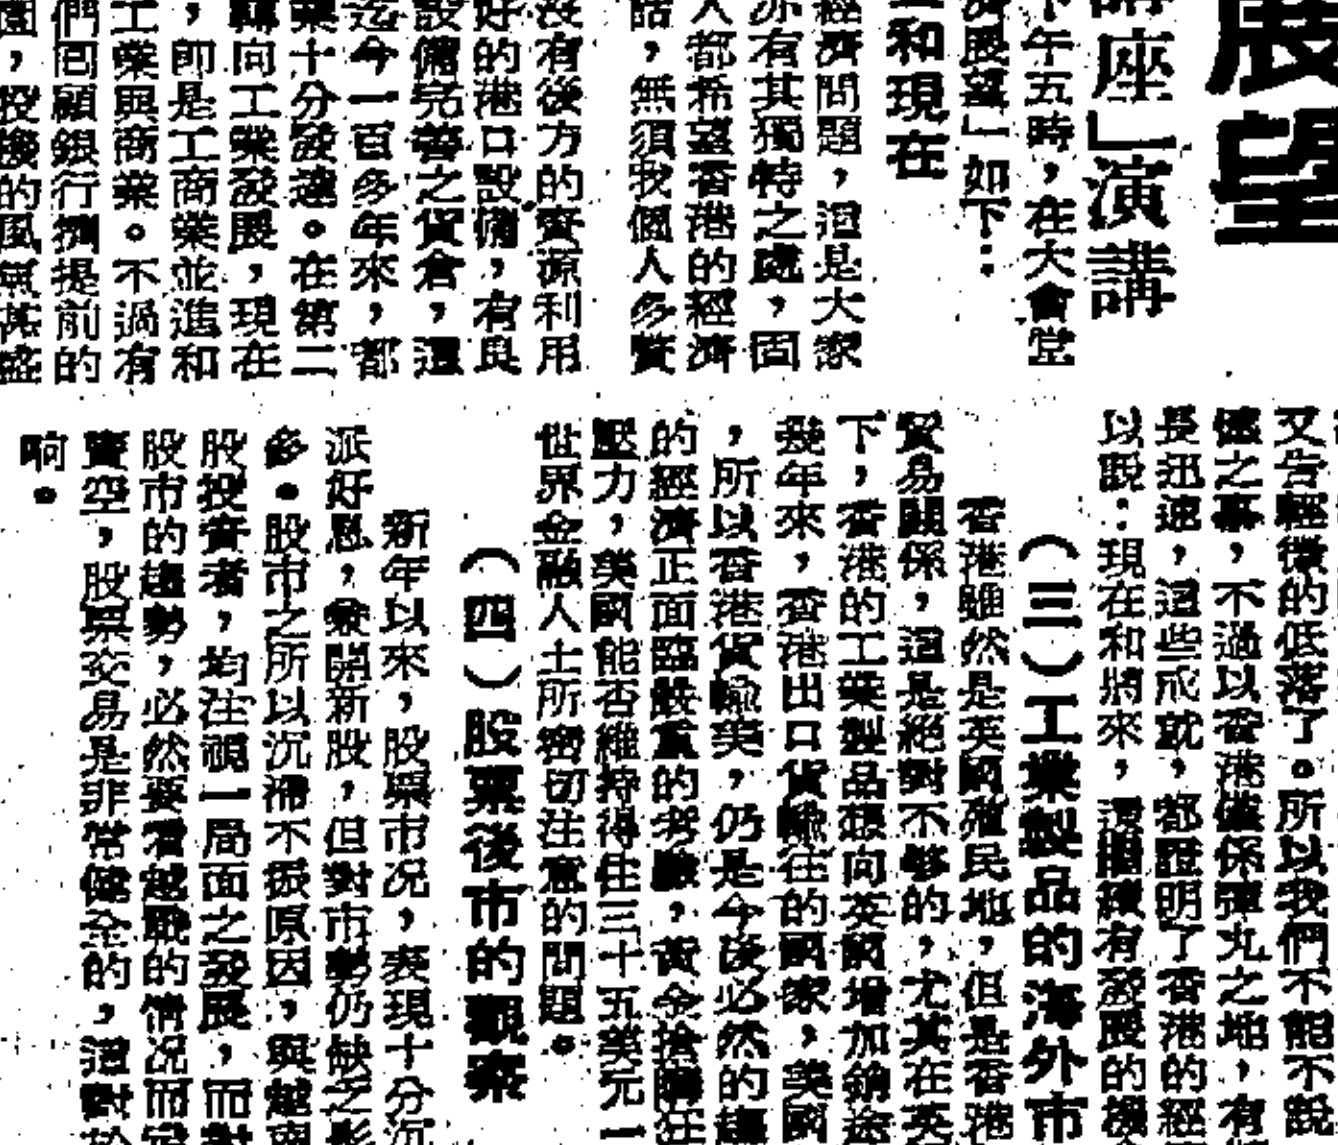 展望
講座」演講
下午五時，在大會堂
濟展望」如下：
和現在
經濟問題，這是大家
亦有其獨特之處，固
人都希望香港的經濟
話，無須我個人多贅
沒有後方的資源利用
好的港口設備，有良
設備完善之貨倉，還
迄今一百多年來，都
業十分發達。在第二
轉向工業發展，現在
，即是工商業並進和
工業與商業。不過有
們回顧銀行擠提前的
，投機的風氣甚盛
又告輕微的低落了。所以我們不能不說
憾之事，不過以香港僅係彈丸之地，有
長迅速，這些成就，都證明了香港的經
以說：現在和將來，還繼續有發展的機
（三）工業製品的海外市
香港雖然是英國殖民地，但是香港
貿易關係，這是絕對不夠的，尤其在英
下，香港的工業製品想向英國增加銷途
幾年來，香港出口貨輸往的國家，美國
，所以香港貨輸美，仍是今後必然的趨
的經濟正面臨嚴重的考驗，黃金搶購狂
壓力，美國能否維持得住三十五美元一
世界金融人士所密切注意的問題。
（四）股票後市的觀察
新年以來，股票市況，表現十分沉
派好息，兼開新股，但對市勢仍缺乏影
多。股市之所以沉滯不振原因，與越南
股投資者，均注視一局面之發展，而對
股市的趨勢，必然要看越戰的情況而定
賣空，股票交易是非常健全的，這對於
响。